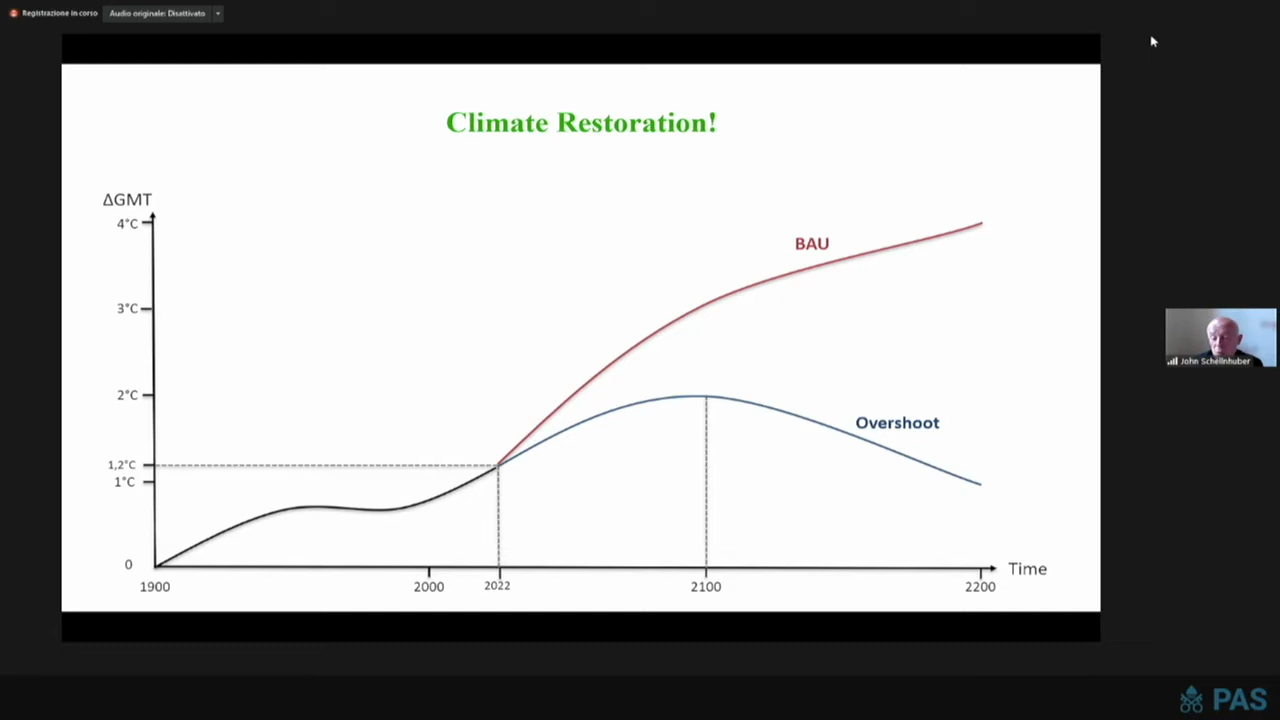 Registrazione in corso
Audio originale: Disattivato
Climate Restoration!
ΔGMT
4°C
BAU
3°C
2°C
Overshoot
1,2°C
1°C
0
Time
1900
2000
2022
2100
2200
John Schellnhuber
PAS